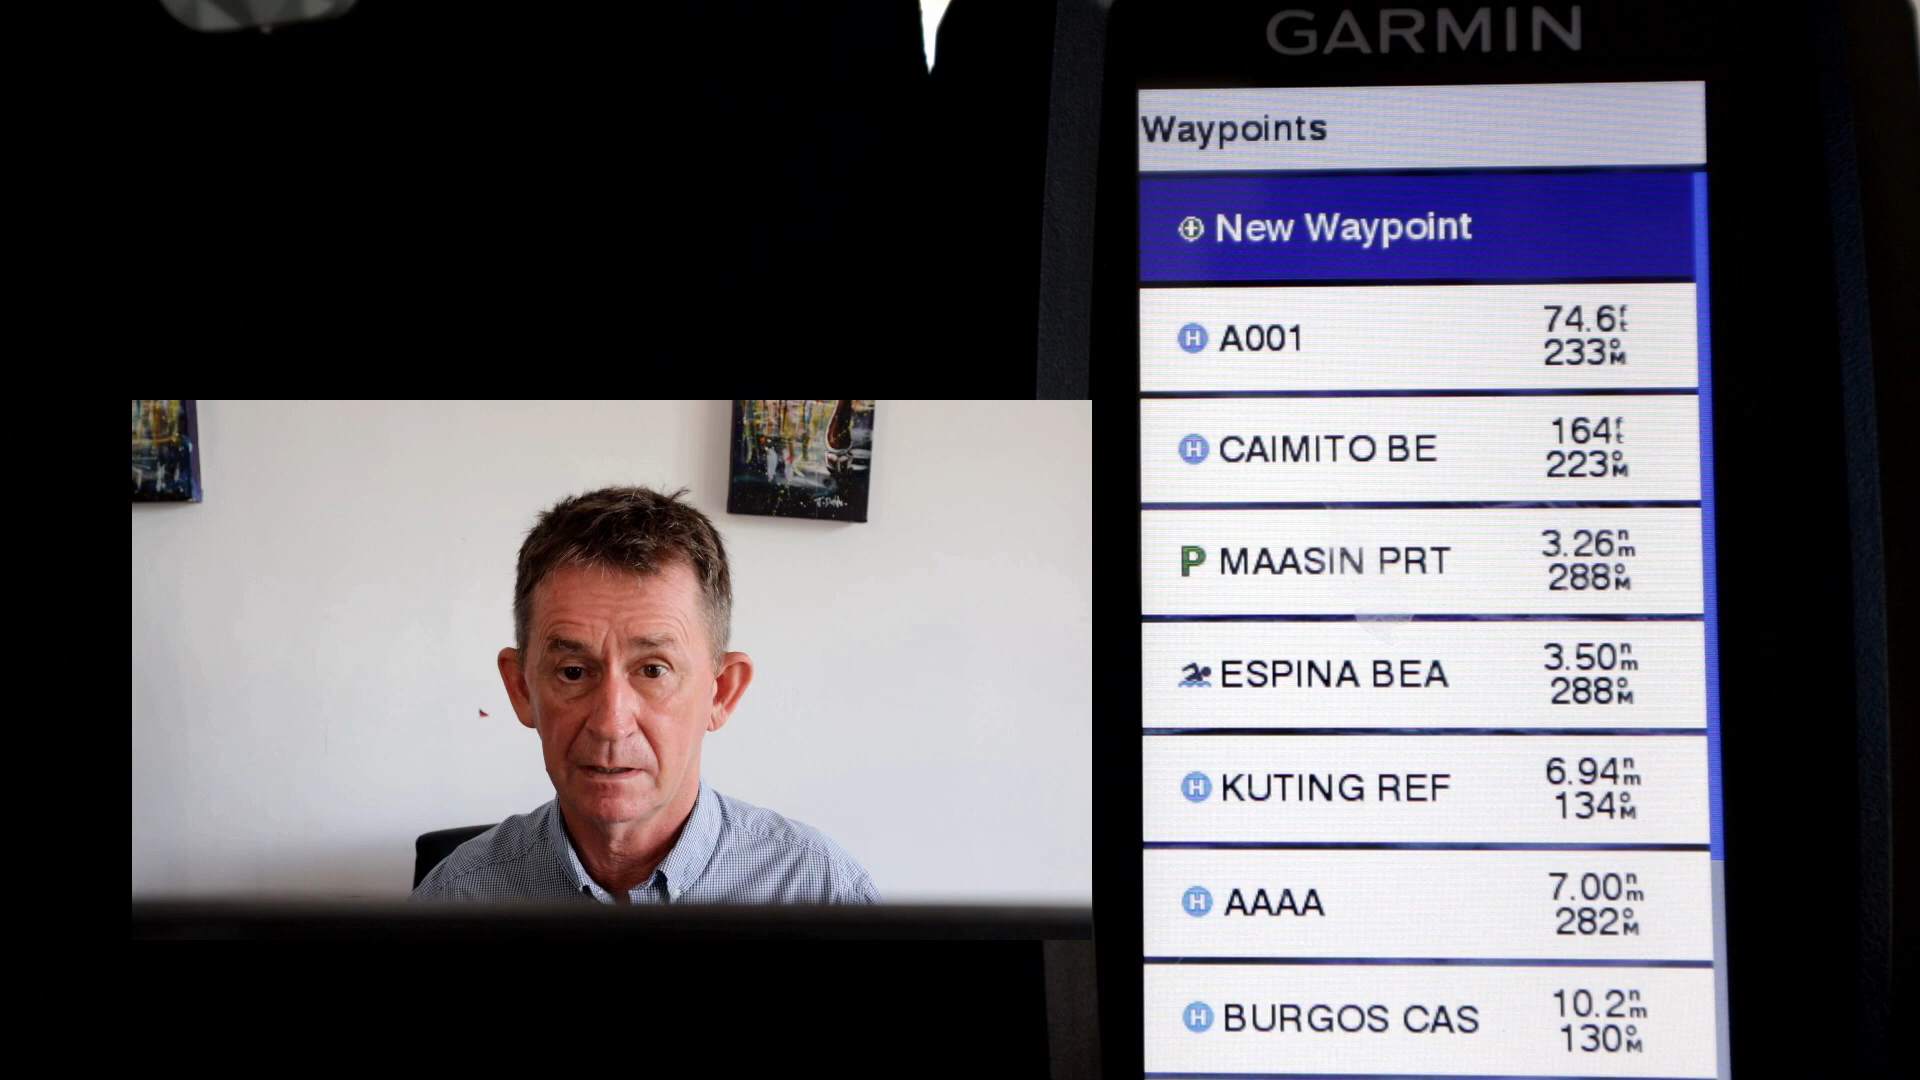 GARMIN
Waypoints
New Waypoint
A001
74.6ft
233°M
CAIMITO BE
164ft
223°M
P MAASIN PRT
3.26nm
288°M
ESPINA BEA
3.50nm
288°M
H KUTING REF
6.94nm
134°M
H AAAA
7.00nm
282°M
H BURGOS CAS
10.2nm
130°M